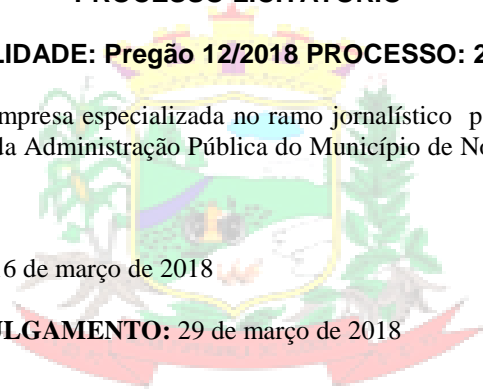 PROCESSO LICITATÓRIO
LIDADE: Pregão 12/2018 PROCESSO: 2
mpresa especializada no ramo jornalístico p
da Administração Pública do Município de No
6 de março de 2018
ULGAMENTO: 29 de março de 2018